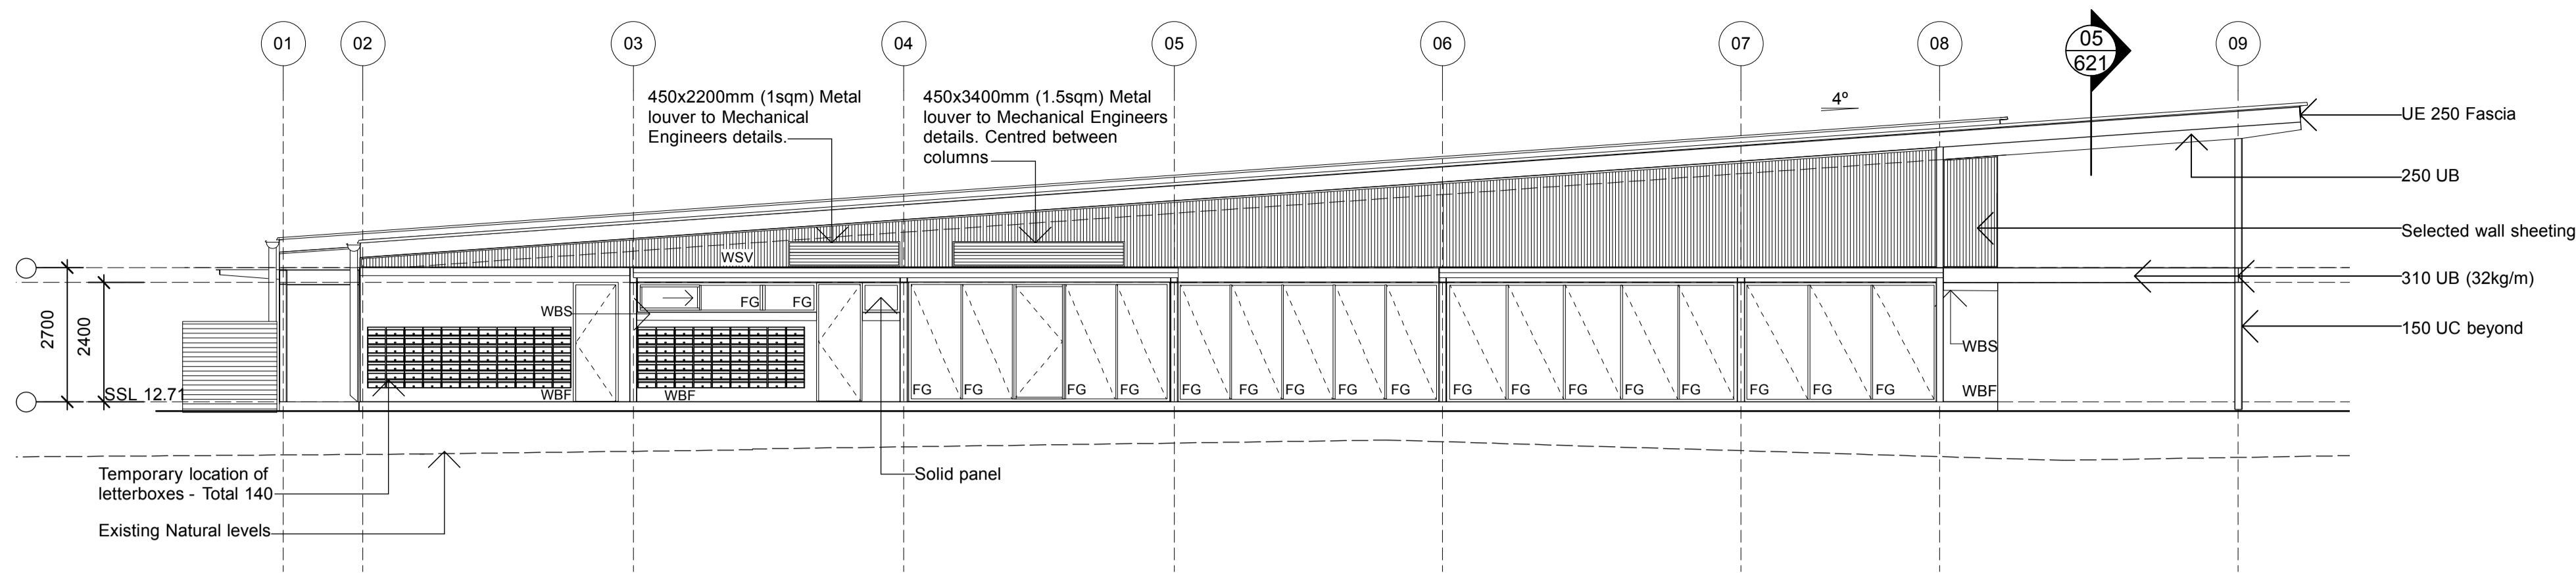 01
02
03
04
05
06
07
08
05
621
09
450x2200mm (1sqm) Metal
louver to Mechanical
Engineers details.
450x3400mm (1.5sqm) Metal
louver to Mechanical Engineers
details. Centred between
columns
4º
UE 250 Fascia
250 UB
Selected wall sheeting
310 UB (32kg/m)
150 UC beyond
WSV
2700
2400
SSL 12.71
WBS
FG FG
WBS
WBF
WBF
FG FG FG FG
FG FG FG FG FG
FG FG FG FG FG
FG FG FG
WBF
Temporary location of
letterboxes - Total 140
Existing Natural levels
Solid panel